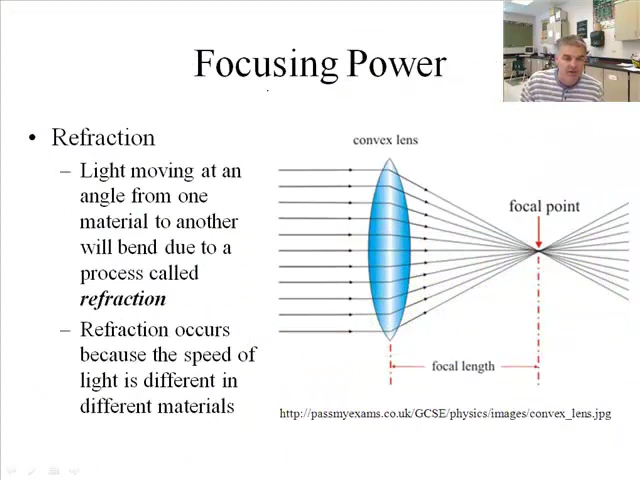 Focusing Power
• Refraction
– Light moving at an
angle from one
material to another
will bend due to a
process called
refraction
– Refraction occurs
because the speed of
light is different in
different materials
convex lens
focal point
focal length
http://passmyexams.co.uk/GCSE/physics/images/convex_lens.jpg